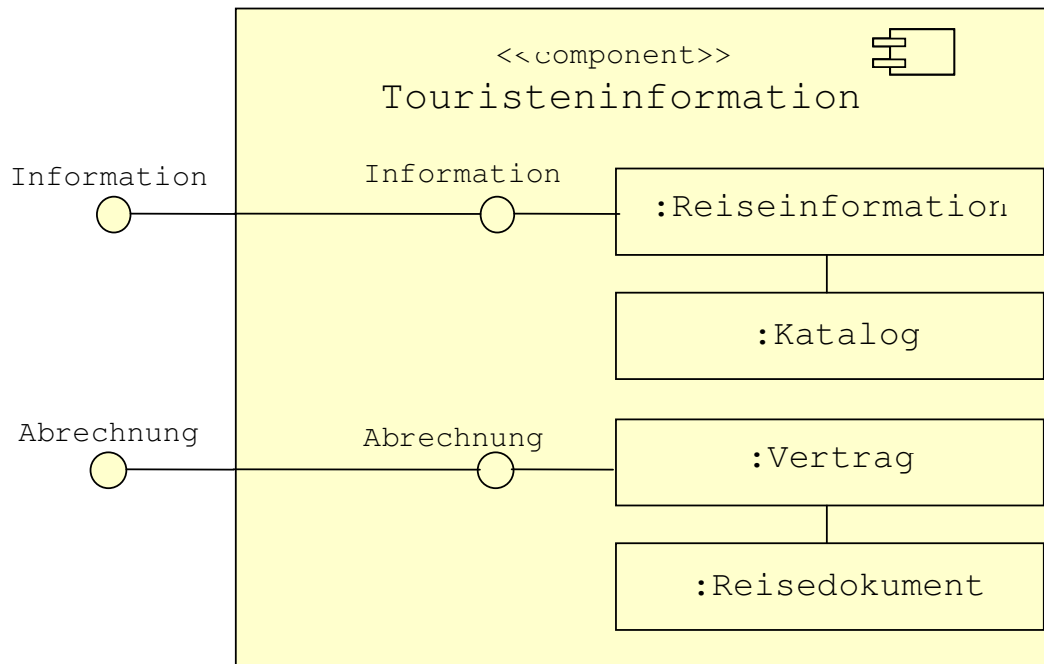 <<component>>
Touristeninformation
Information
Information
:Reiseinformation
:Katalog
Abrechnung
Abrechnung
:Vertrag
:Reisedokument